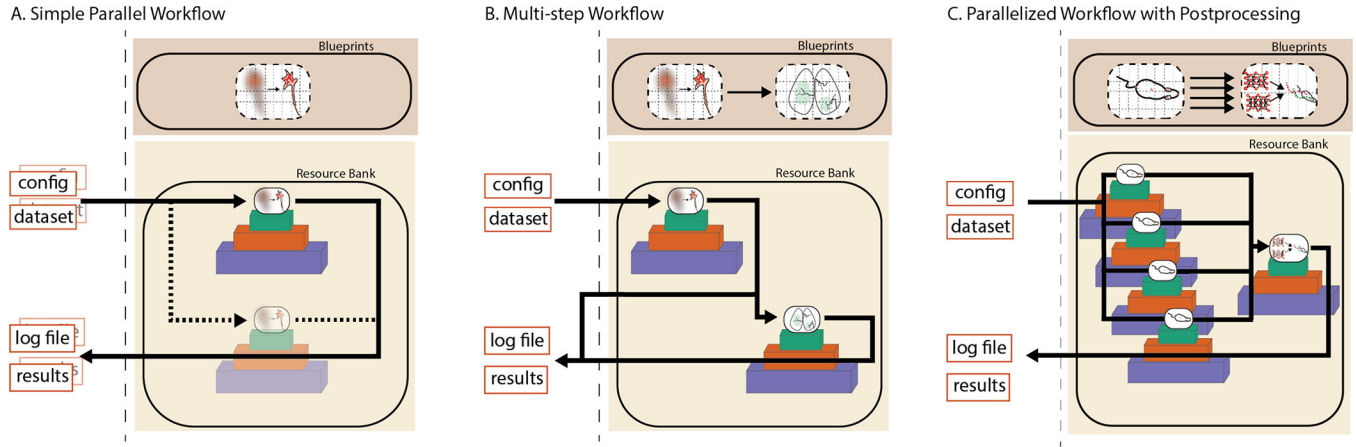 A. Simple Parallel Workflow
Blueprints
Resource Bank
config
dataset
log file
results
B. Multi-step Workflow
Blueprints
Resource Bank
config
dataset
log file
results
C. Parallelized Workflow with Postprocessing
Blueprints
Resource Bank
config
dataset
log file
results